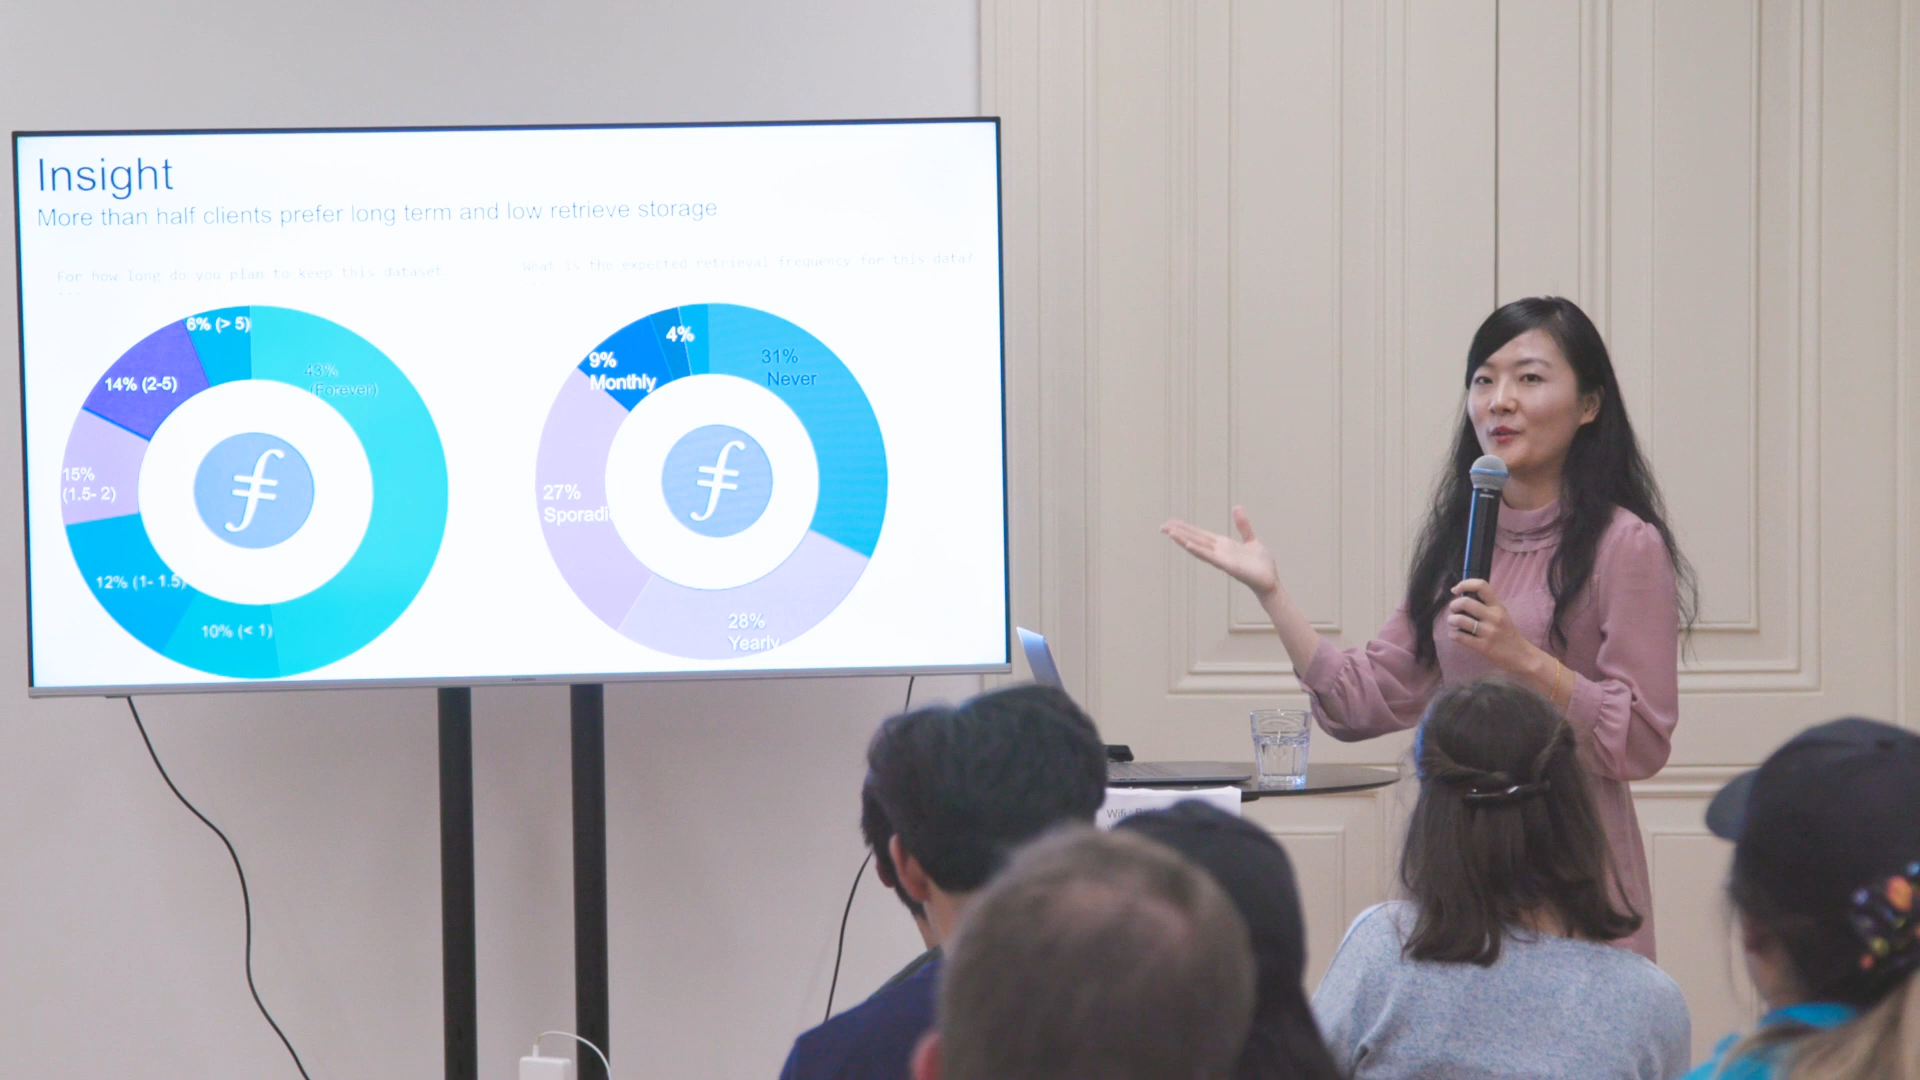 Insight
More than half clients prefer long term and low retrieve storage
For how long do you plan to keep this dataset
What is the expected retrieval frequency for this data?
6% (> 5)
43%
(Forever)
14% (2-5)
15%
(1.5- 2)
12% (1- 1.5)
10% (< 1)
4%
31%
Never
9%
Monthly
27%
Sporadi
28%
Yearly
Wifi